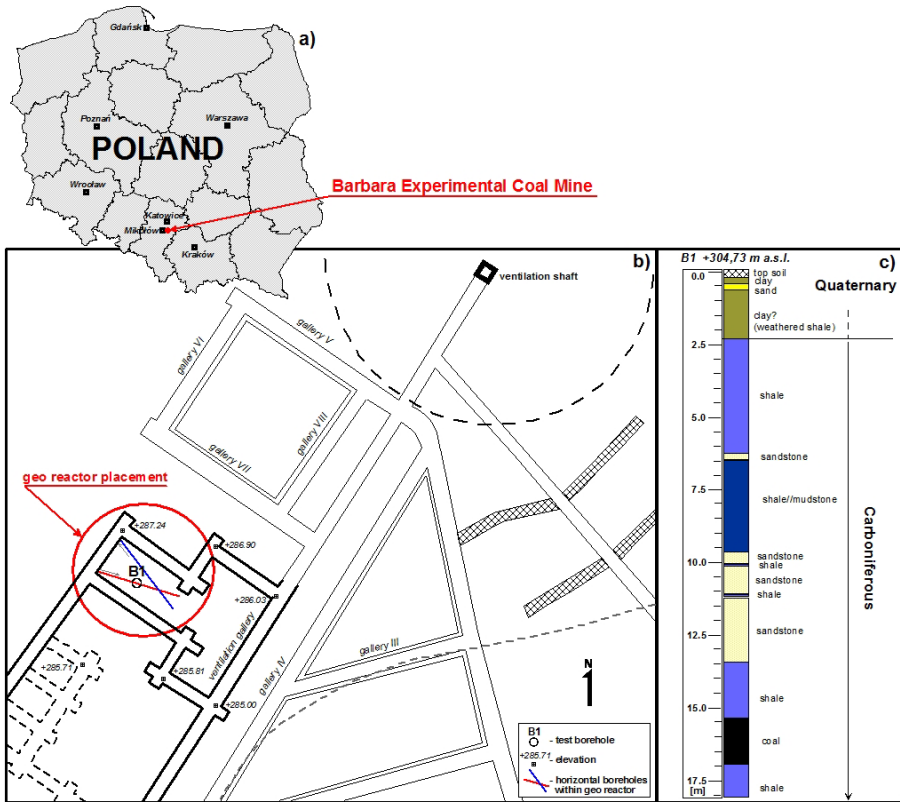 a)
Gdańsk
Poznań
Warszawa
POLAND
Wrocław
Katowice
Mikołów
Kraków
Barbara Experimental Coal Mine
b)
ventilation shaft
gallery V
gallery VI
gallery VIII
gallery VII
geo reactor placement
+287.24
+286.90
B1
+286.03
ventilation gallery
+285.71
+285.81
+285.00
gallery IV
gallery III
N
B1
- test borehole
+285.71
- elevation
- horizontal boreholes
within geo reactor
B1 +304,73 m a.s.l.
c)
0.0
top soil
clay
sand
Quaternary
clay?
(weathered shale)
2.5
shale
5.0
sandstone
7.5
shale//mudstone
Carboniferous
sandstone
10.0
shale
sandstone
shale
12.5
sandstone
15.0
shale
coal
17.5
[m]
shale